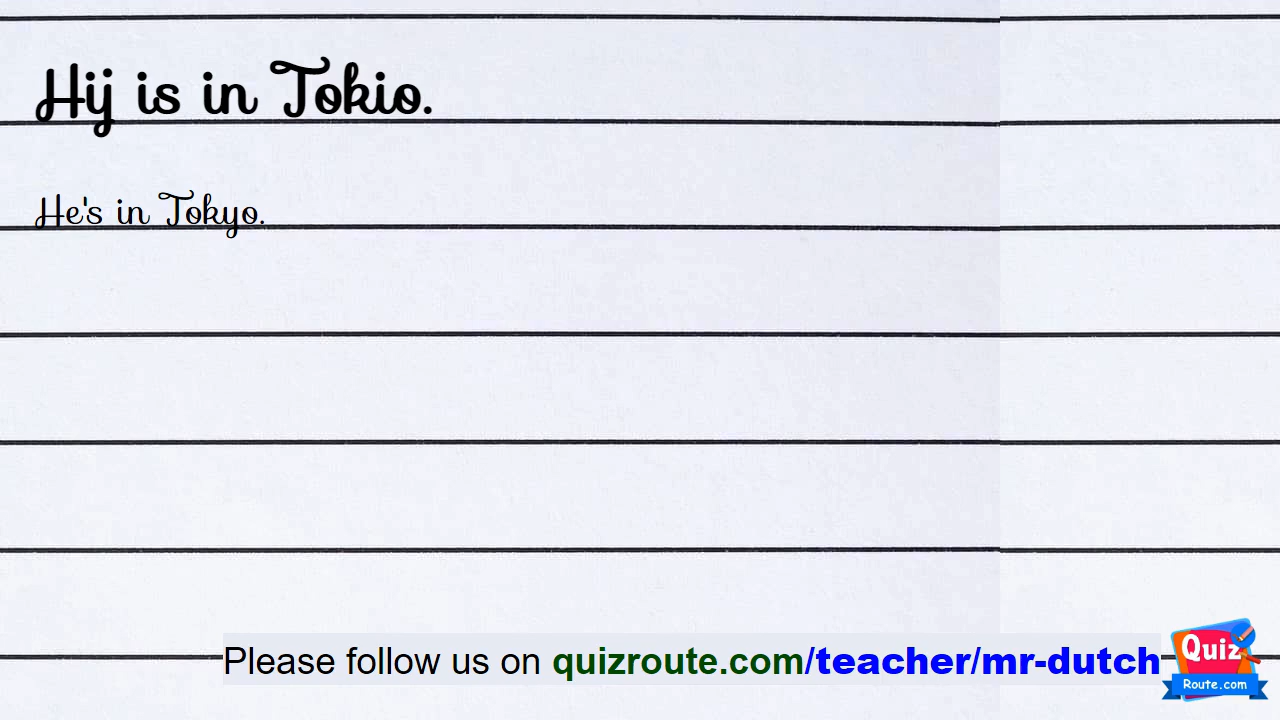 Hij is in Tokio.
He's in Tokyo.
Please follow us on quizroute.com/teacher/mr-dutch
Quiz
Route.com